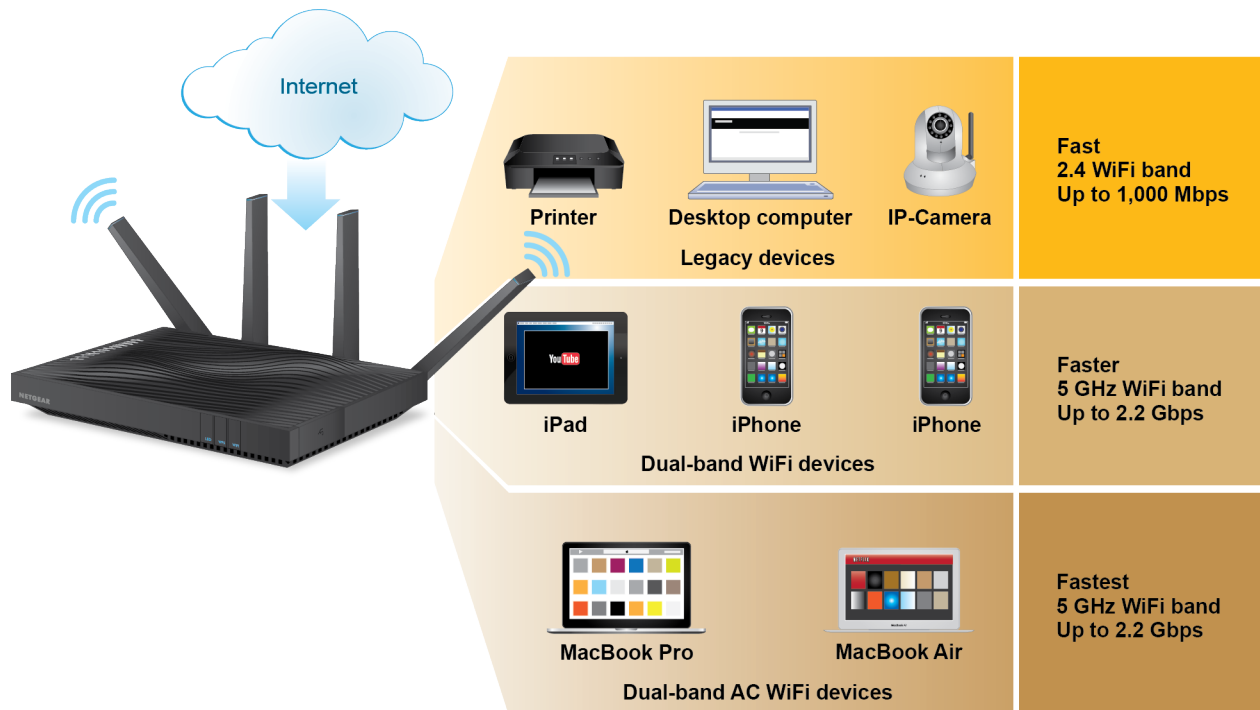 Internet
NETGEAR
Printer
Desktop computer
IP-Camera
Legacy devices
Fast
2.4 WiFi band
Up to 1,000 Mbps
You Tube
iPad
iPhone
iPhone
Dual-band WiFi devices
Faster
5 GHz WiFi band
Up to 2.2 Gbps
MacBook Pro
MacBook Air
Dual-band AC WiFi devices
Fastest
5 GHz WiFi band
Up to 2.2 Gbps